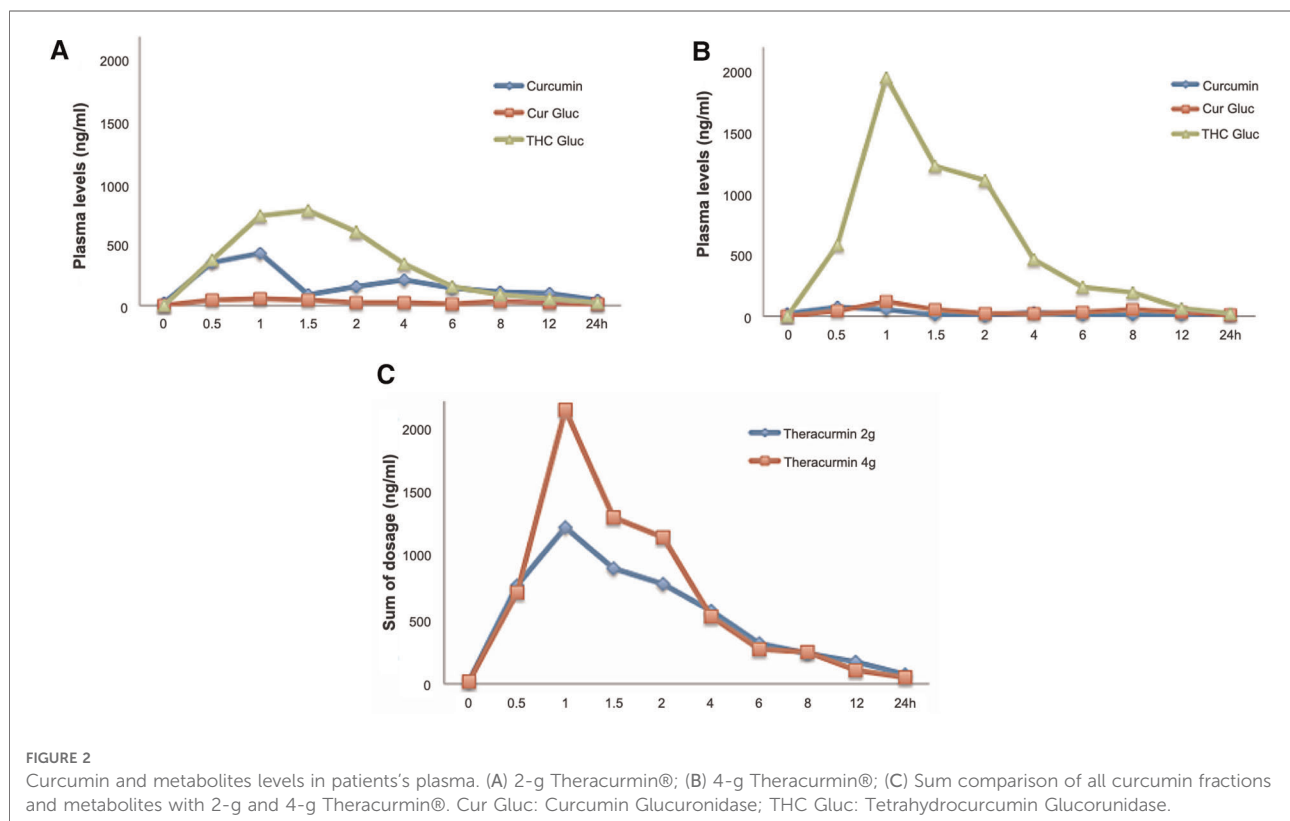 A
Plasma levels (ng/ml)
2000
1500
1000
500
0
Curcumin
Cur Gluc
THC Gluc
0 0.5 1 1.5 2 4 6 8 12 24h
B
Plasma levels (ng/ml)
2000
1500
1000
500
0
Curcumin
Cur Gluc
THC Gluc
0 0.5 1 1.5 2 4 6 8 12 24h
C
Sum of dosage (ng/ml)
2000
1500
1000
500
0
Theracurmin 2g
Theracurmin 4g
0 0.5 1 1.5 2 4 6 8 12 24h
FIGURE 2
Curcumin and metabolites levels in patients's plasma. (A) 2-g Theracurmin®; (B) 4-g Theracurmin®; (C) Sum comparison of all curcumin fractions
and metabolites with 2-g and 4-g Theracurmin®. Cur Gluc: Curcumin Glucuronidase; THC Gluc: Tetrahydrocurcumin Glucorunidase.